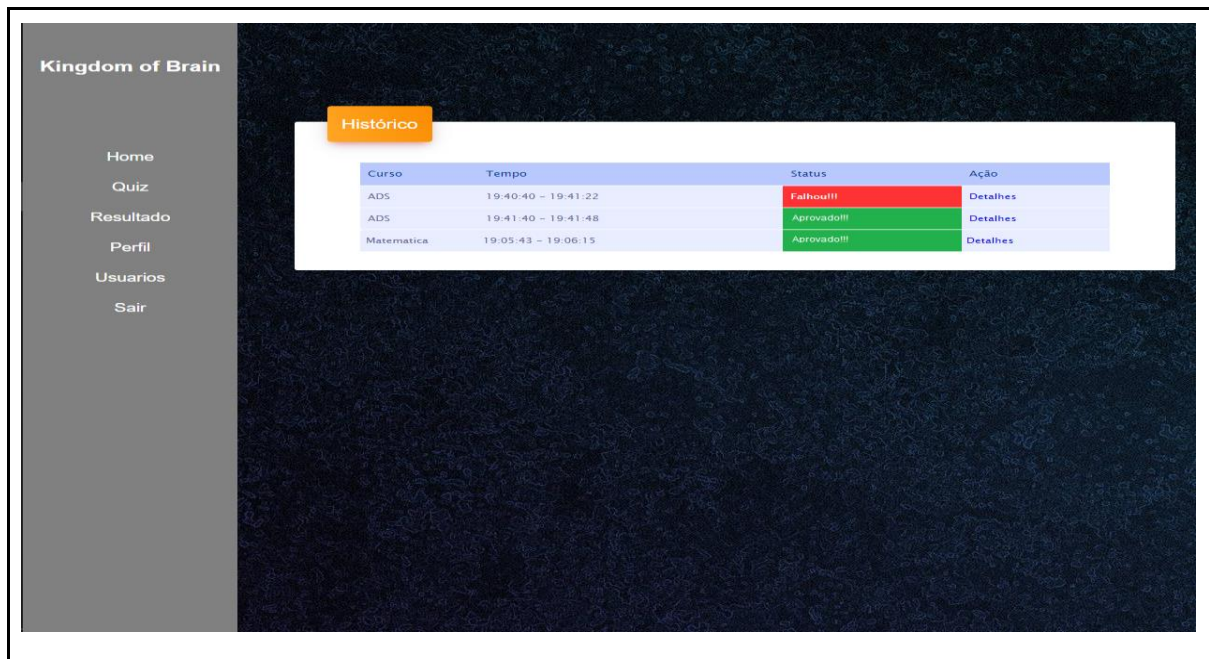 Kingdom of Brain
Home
Quiz
Resultado
Perfil
Usuarios
Sair
Histórico
Curso Tempo Status Ação
ADS 19:40:40 – 19:41:22 Falhou!!! Detalhes
ADS 19:41:40 – 19:41:48 Aprovado!!! Detalhes
Matematica 19:05:43 – 19:06:15 Aprovado!!! Detalhes